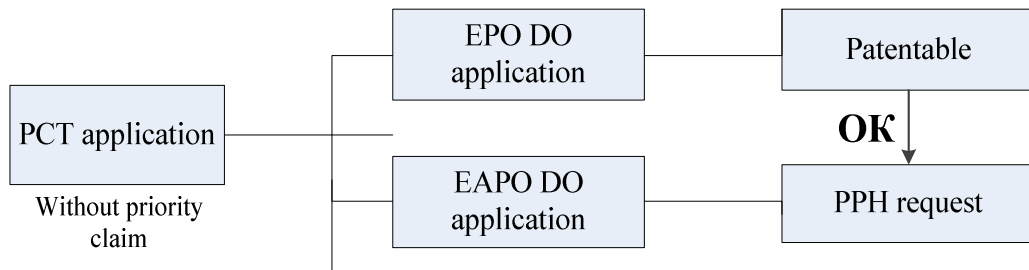 EPO DO
application
Patentable
PCT application
OK
Without priority
claim
EAPO DO
application
PPH request